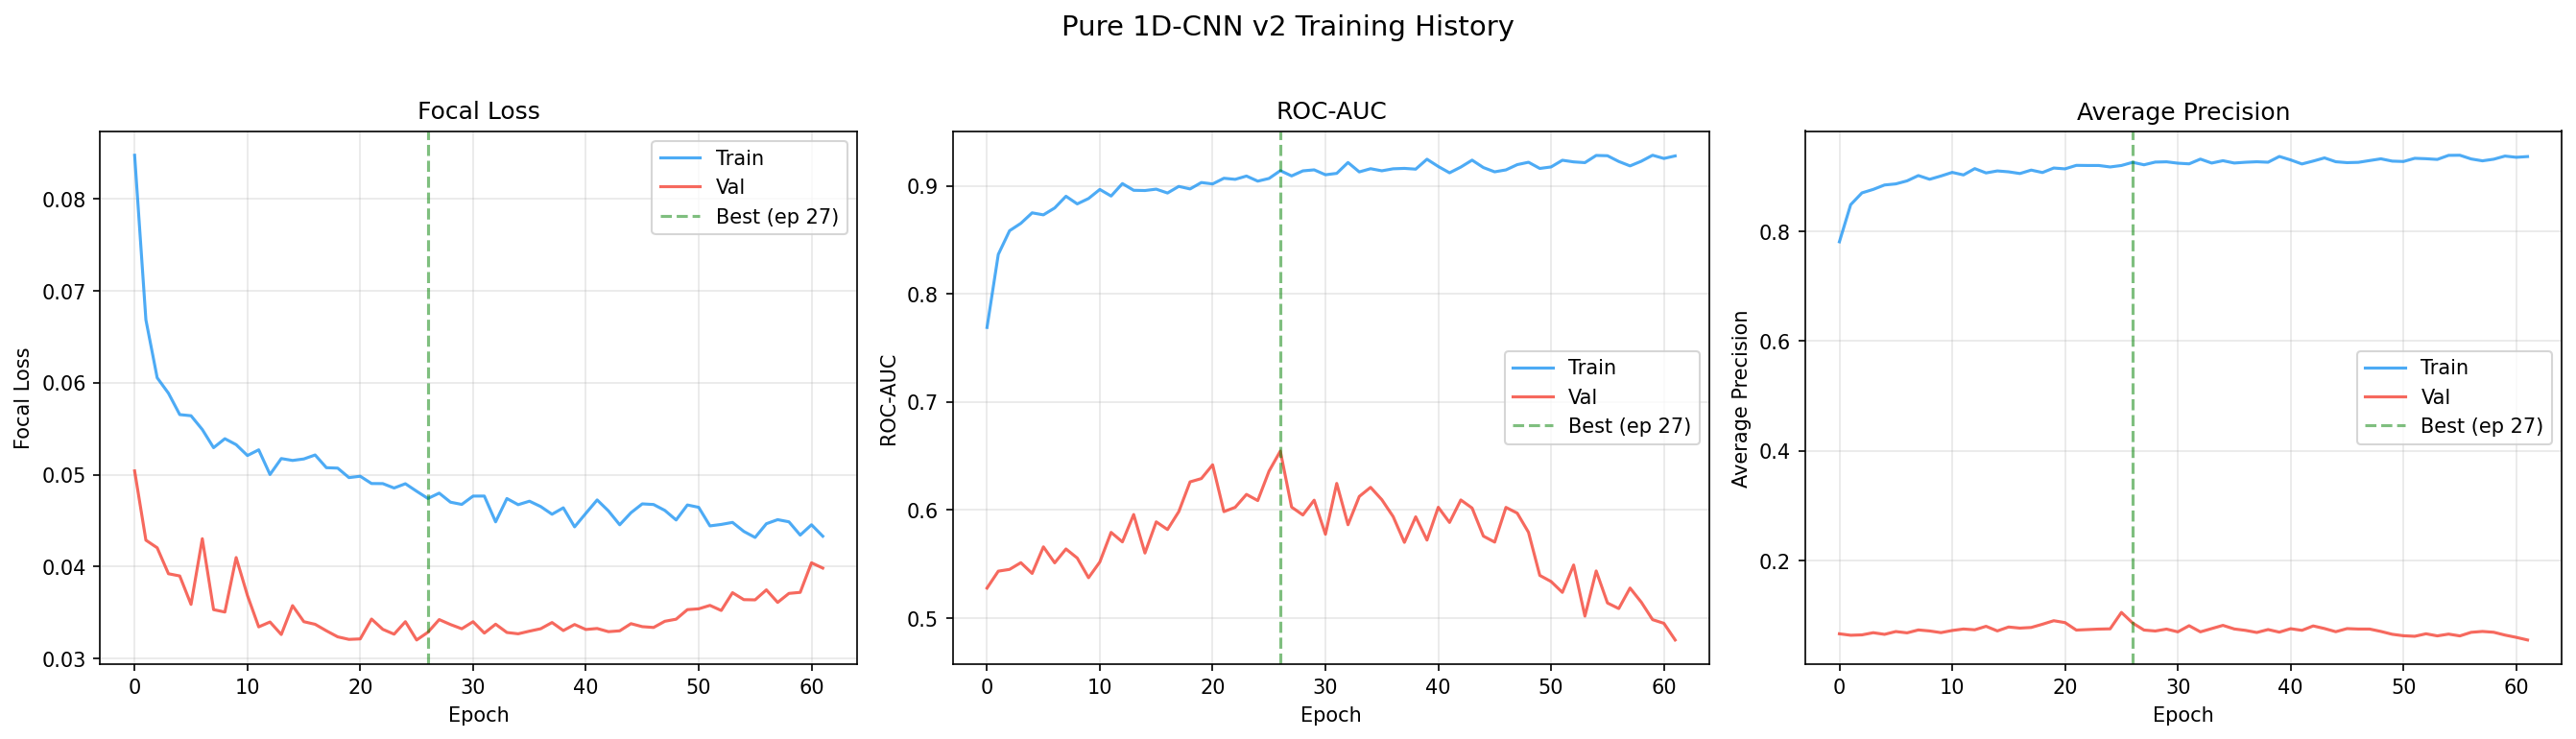 Pure 1D-CNN v2 Training History
Focal Loss
Focal Loss
0.08
0.07
0.06
0.05
0.04
0.03
Train
Val
Best (ep 27)
0 10 20 30 40 50 60
Epoch
ROC-AUC
ROC-AUC
0.9
0.8
0.7
0.6
0.5
Train
Val
Best (ep 27)
0 10 20 30 40 50 60
Epoch
Average Precision
Average Precision
0.8
0.6
0.4
0.2
Train
Val
Best (ep 27)
0 10 20 30 40 50 60
Epoch